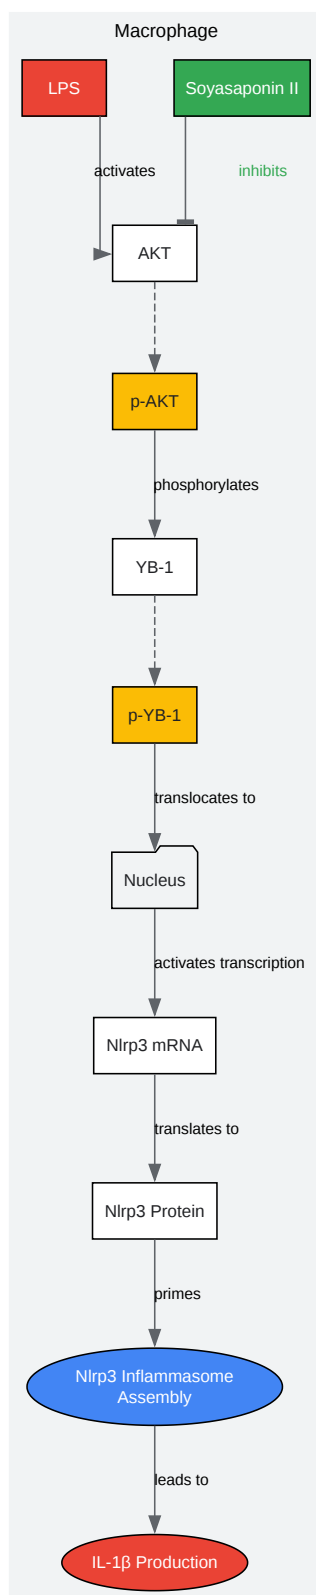 Macrophage
LPS
Soyasaponin II
activates
inhibits
AKT
p-AKT
phosphorylates
YB-1
p-YB-1
translocates to
Nucleus
activates transcription
Nlrp3 mRNA
translates to
Nlrp3 Protein
primes
Nlrp3 Inflammasome
Assembly
leads to
IL-1β Production